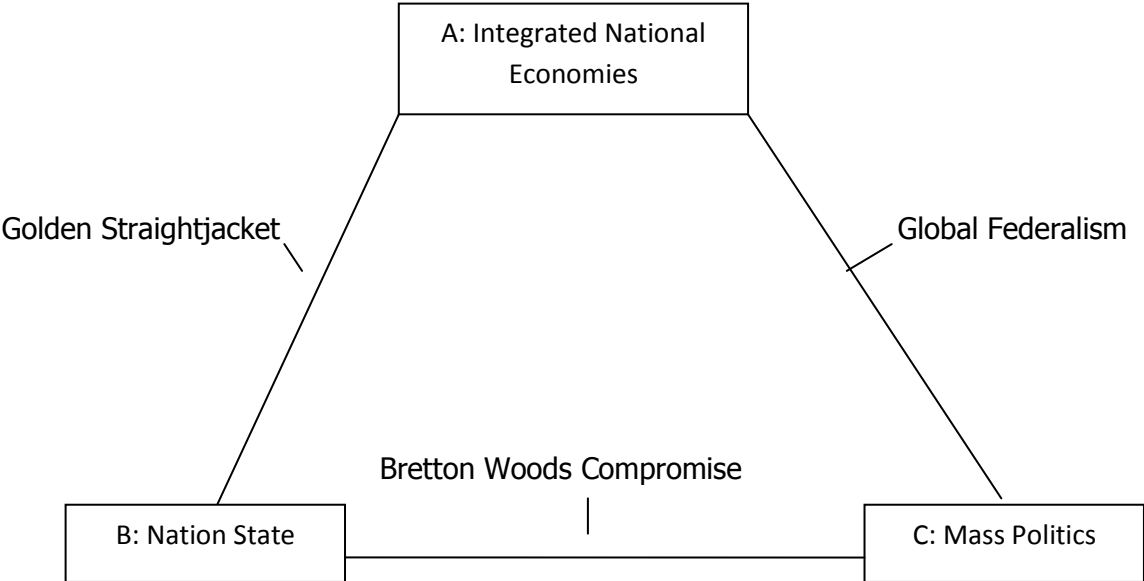 A: Integrated National
Economies
Golden Straightjacket
Global Federalism
Bretton Woods Compromise
B: Nation State
C: Mass Politics